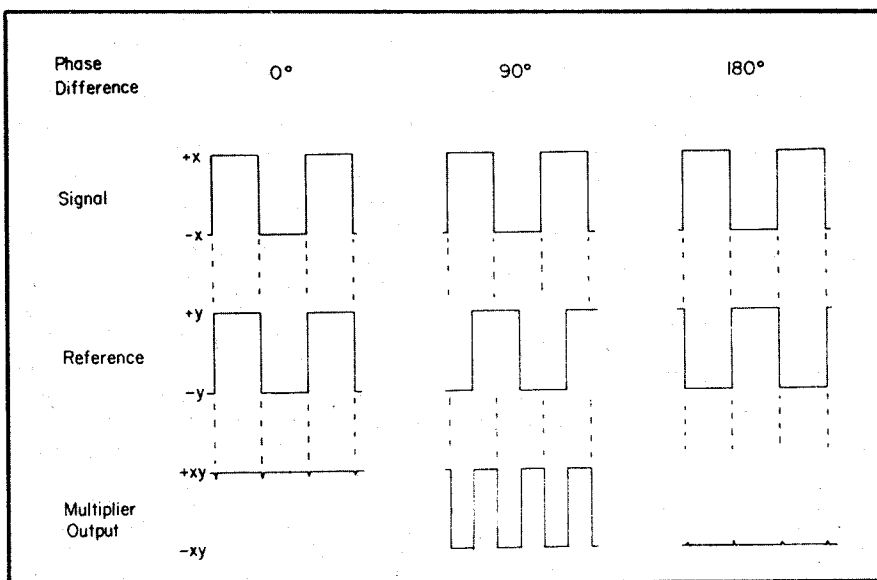 Phase
Difference
0° 90° 180°
+x
Signal
-x
+y
Reference
-y
+xy
Multiplier
Output
-xy